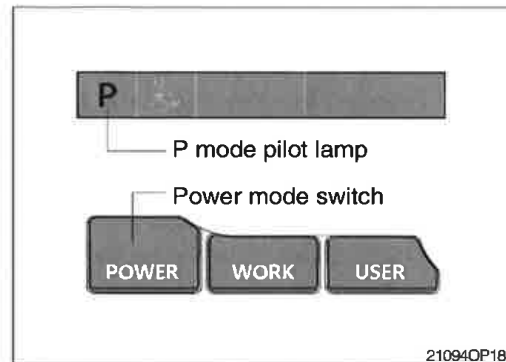 P
P mode pilot lamp
Power mode switch
POWER WORK USER
21094OP18